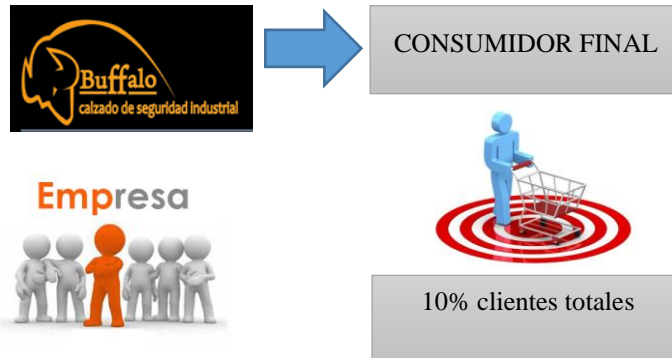 Buffalo
calzado de seguridad industrial
CONSUMIDOR FINAL
Empresa
10% clientes totales